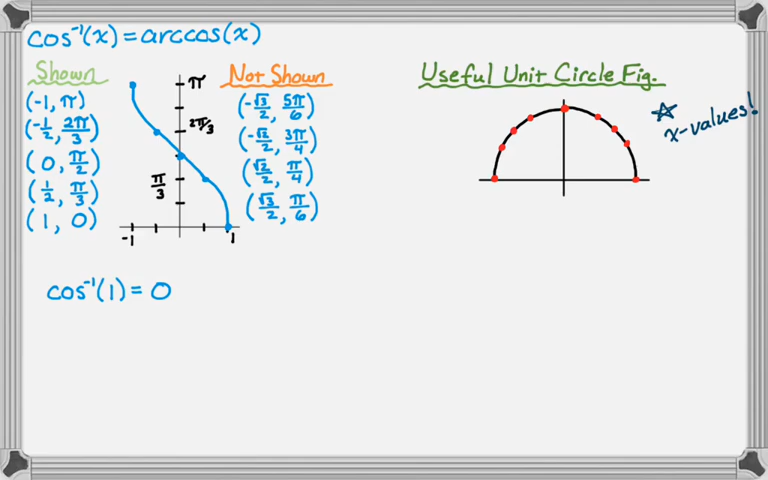 cos⁻¹(x) = arccos(x)
Shown
(-1, π)
(-1/2, 2π/3)
(0, π/2)
(1/2, π/3)
(1, 0)
π
2π/3
π/3
-1
1
Not Shown
(-√3/2, 5π/6)
(-√2/2, 3π/4)
(√2/2, π/4)
(√3/2, π/6)
Useful Unit Circle Fig.
☆ x-values!
cos⁻¹(1) = 0